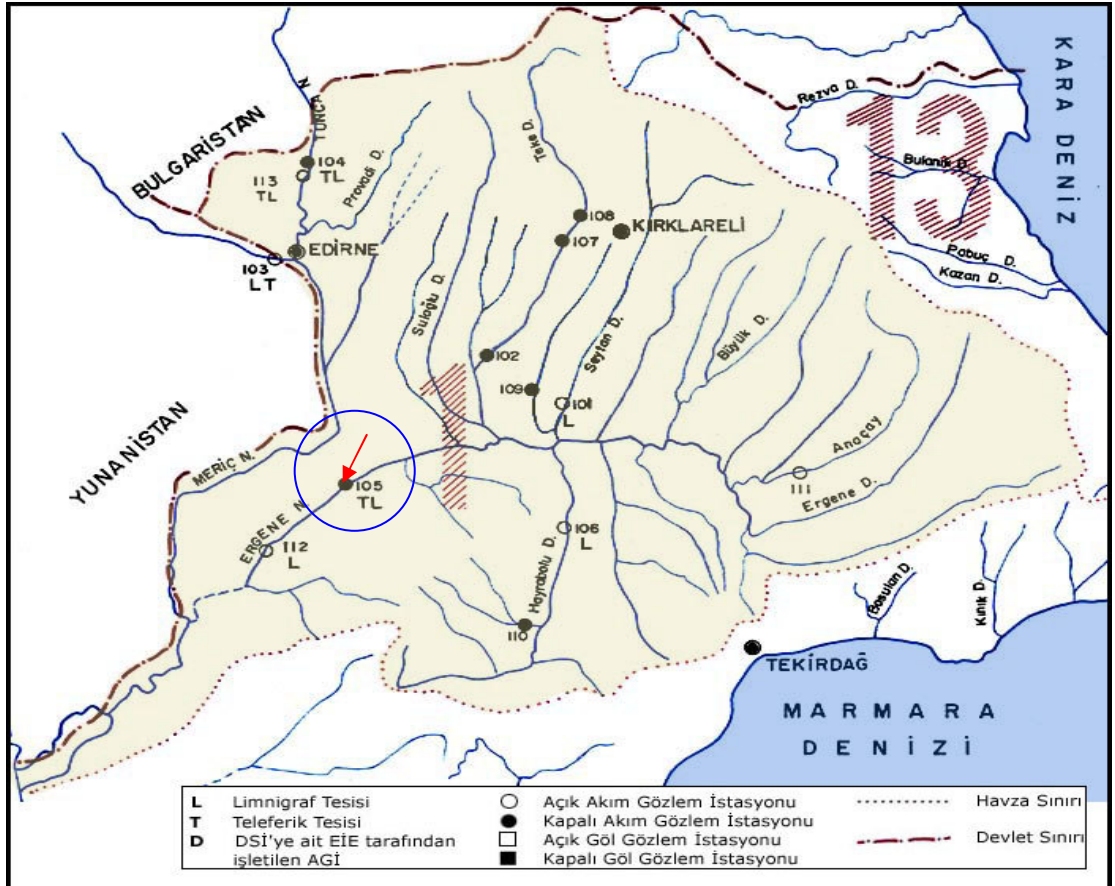 KARA DENİZ
Rezva D.
13
Bulanik D.
Pabuç D.
Kazan D.
BULGARİSTAN
TUNCA N
Provadi D.
104
TL
113
TL
EDİRNE
103
LT
Teke D.
108
107
KIRKLARELİ
Suloğlu D.
Seytan D.
Büyük D.
102
109
101
L
1
YUNANİSTAN
MERİÇ N.
105
TL
ERGENE N.
112
L
Anaçay
111
Ergene D.
106
L
Hayrabolu D.
110
Basulan D.
Kınık D.
TEKİRDAĞ
MARMARA
DENİZİ
L Limnigraf Tesisi
T Teleferik Tesisi
D DSİ'ye ait EİE tarafından
işletilen AGİ
Açık Akım Gözlem İstasyonu
Kapalı Akım Gözlem İstasyonu
Açık Göl Gözlem İstasyonu
Kapalı Göl Gözlem İstasyonu
Havza Sınırı
Devlet Sınırı